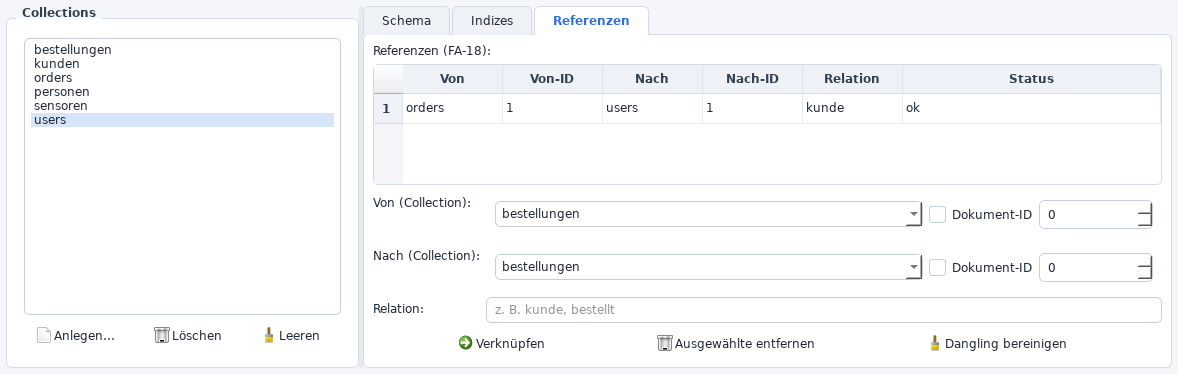 Collections
bestellungen
kunden
orders
personen
sensoren
users
Anlegen... Löschen Leeren
Schema Indizes Referenzen
Referenzen (FA-18):
Von Von-ID Nach Nach-ID Relation Status
1 orders 1 users 1 kunde ok
Von (Collection): bestellungen Dokument-ID 0
Nach (Collection): bestellungen Dokument-ID 0
Relation: z. B. kunde, bestellt
Verknüpfen Ausgewählte entfernen Dangling bereinigen